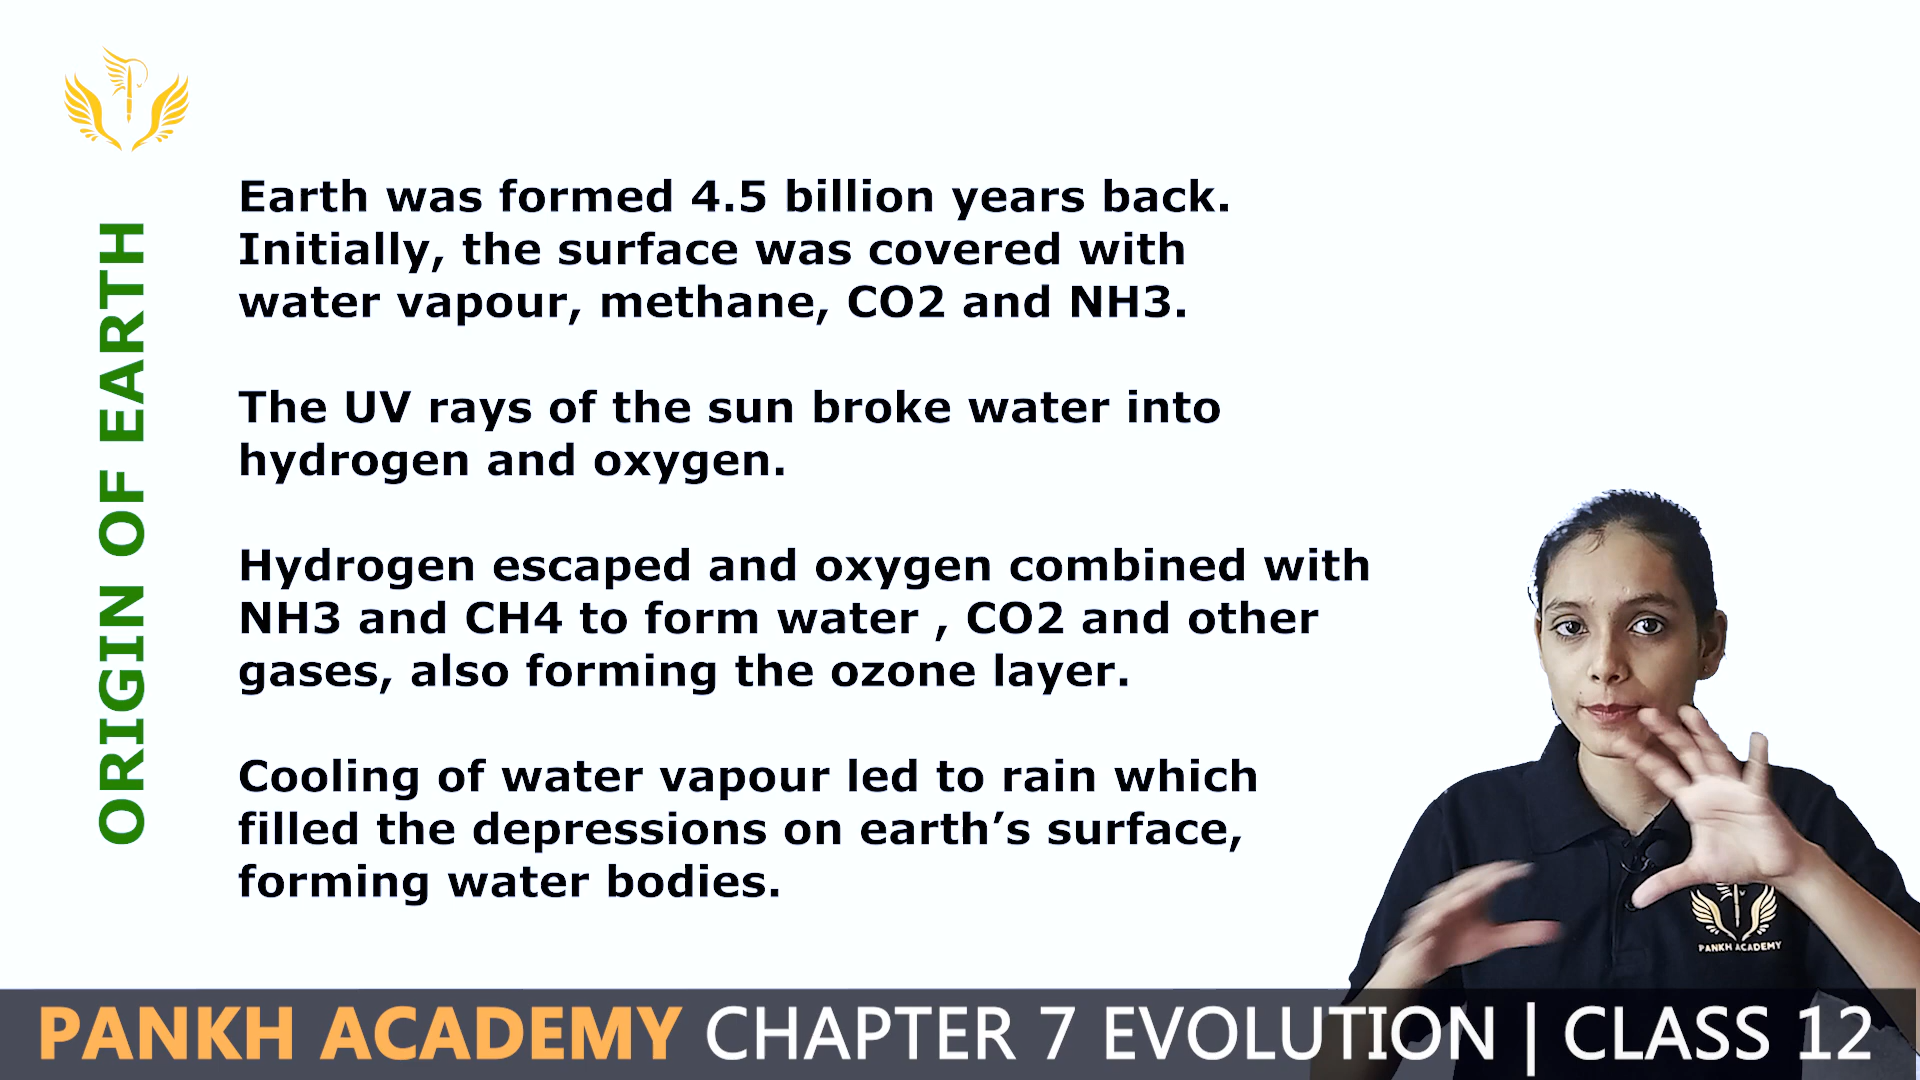 ORIGIN OF EARTH
Earth was formed 4.5 billion years back.
Initially, the surface was covered with
water vapour, methane, CO2 and NH3.
The UV rays of the sun broke water into
hydrogen and oxygen.
Hydrogen escaped and oxygen combined with
NH3 and CH4 to form water , CO2 and other
gases, also forming the ozone layer.
Cooling of water vapour led to rain which
filled the depressions on earth’s surface,
forming water bodies.
PANKH ACADEMY
PANKH ACADEMY CHAPTER 7 EVOLUTION | CLASS 12